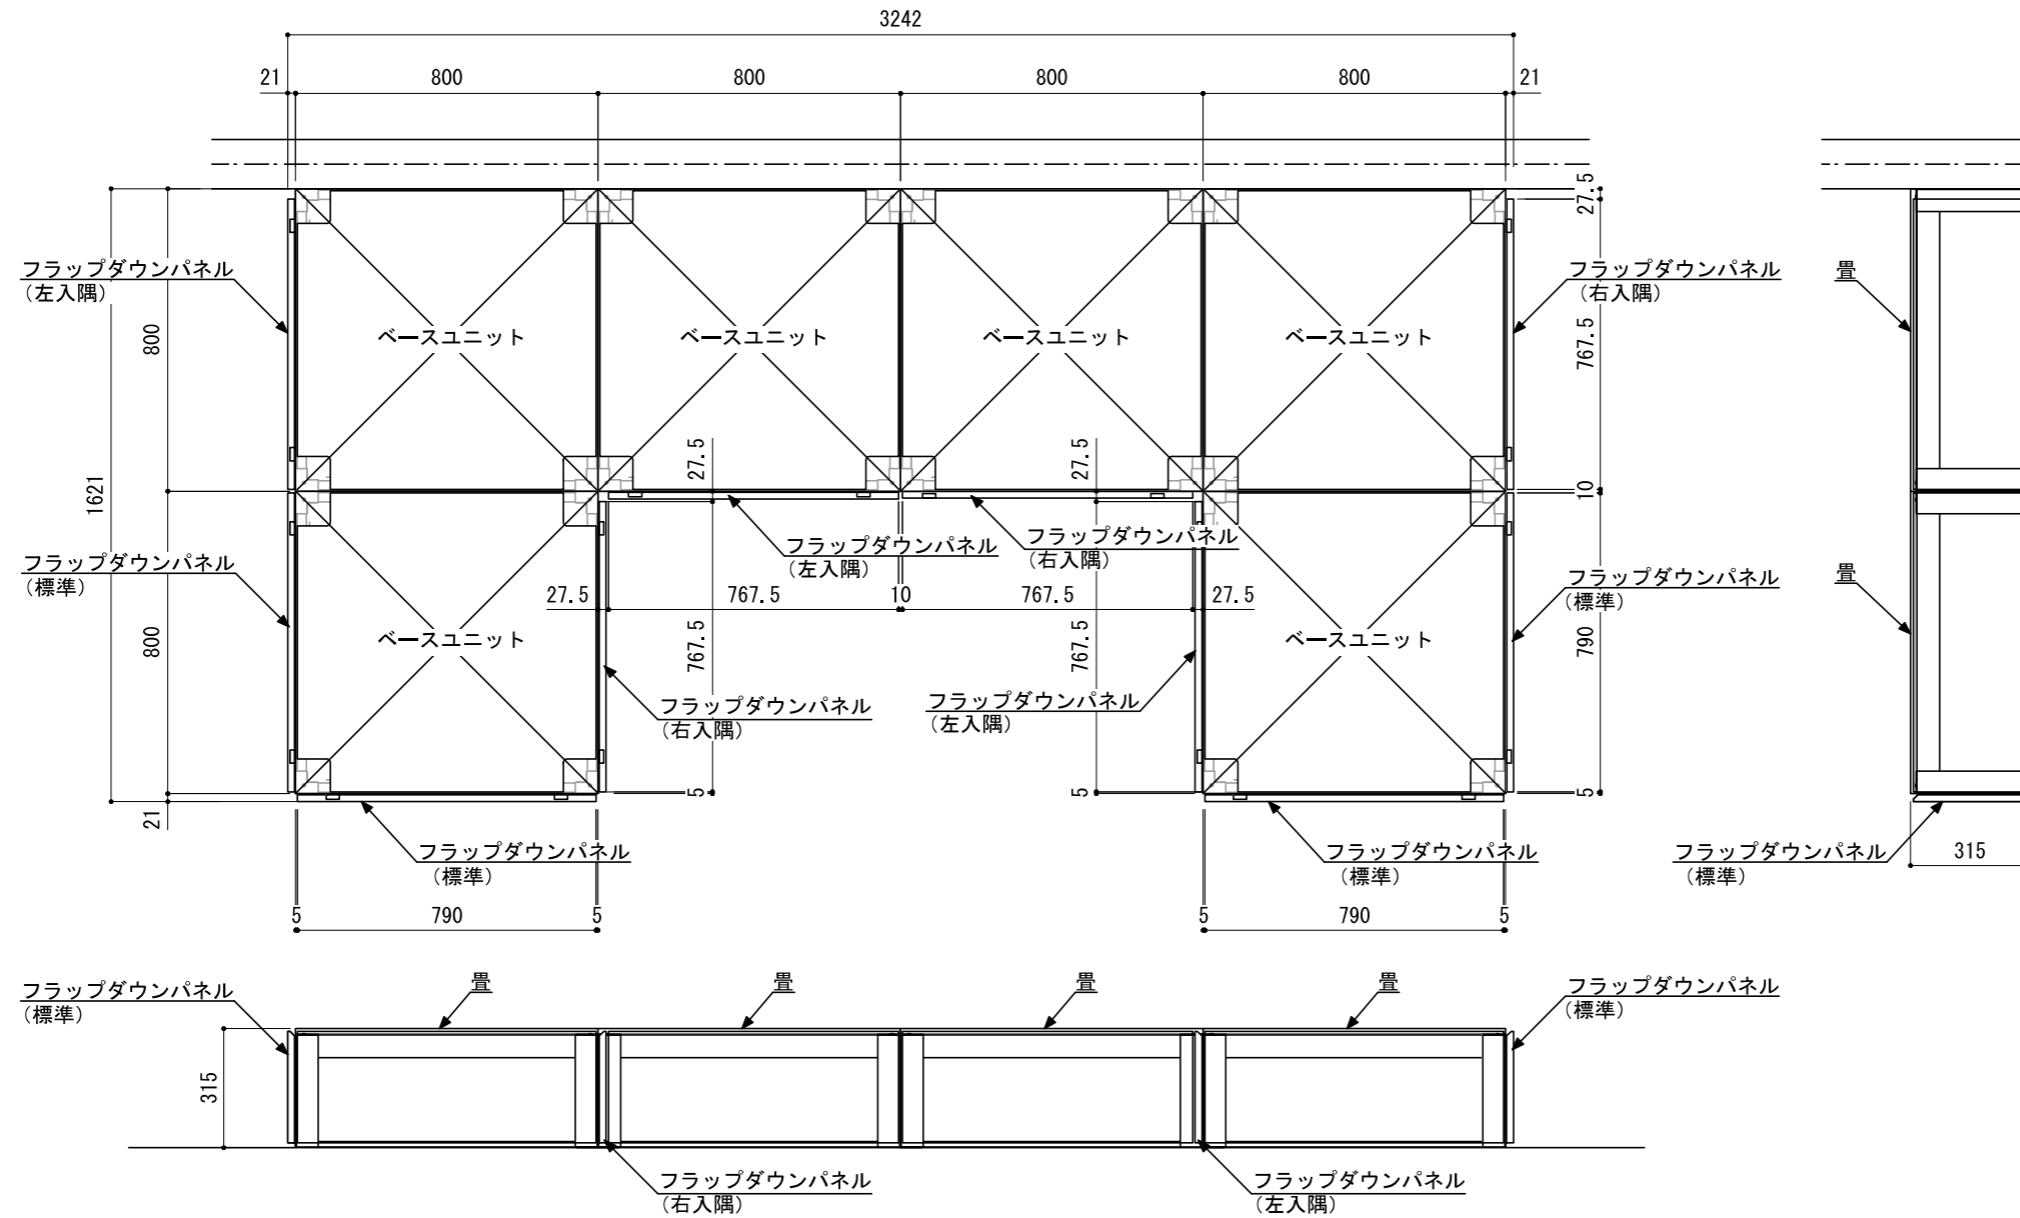 3242
21
800
800
800
800
21
27.5
フラップダウンパネル
（左入隅）
フラップダウンパネル
（右入隅）
畳
800
ベースユニット
ベースユニット
ベースユニット
ベースユニット
767.5
27.5
27.5
1621
10
フラップダウンパネル
（左入隅）
フラップダウンパネル
（右入隅）
フラップダウンパネル
（標準）
フラップダウンパネル
（標準）
畳
27.5
767.5
10
767.5
27.5
800
ベースユニット
767.5
767.5
ベースユニット
790
フラップダウンパネル
（右入隅）
フラップダウンパネル
（左入隅）
5
5
5
21
フラップダウンパネル
（標準）
フラップダウンパネル
（標準）
フラップダウンパネル
（標準）
315
5
790
5
5
790
5
フラップダウンパネル
（標準）
畳
畳
畳
畳
フラップダウンパネル
（標準）
315
フラップダウンパネル
（右入隅）
フラップダウンパネル
（左入隅）